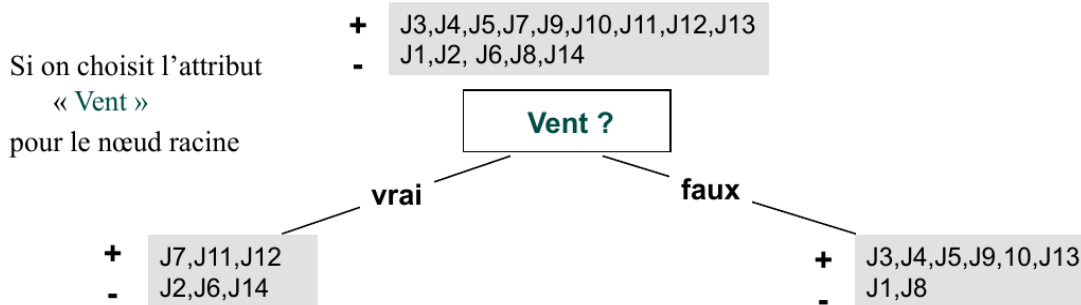 + J3,J4,J5,J7,J9,J10,J11,J12,J13
- J1,J2, J6,J8,J14
Si on choisit l’attribut
« Vent »
pour le nœud racine
Vent ?
vrai
faux
+ J7,J11,J12
- J2,J6,J14
+ J3,J4,J5,J9,10,J13
- J1,J8